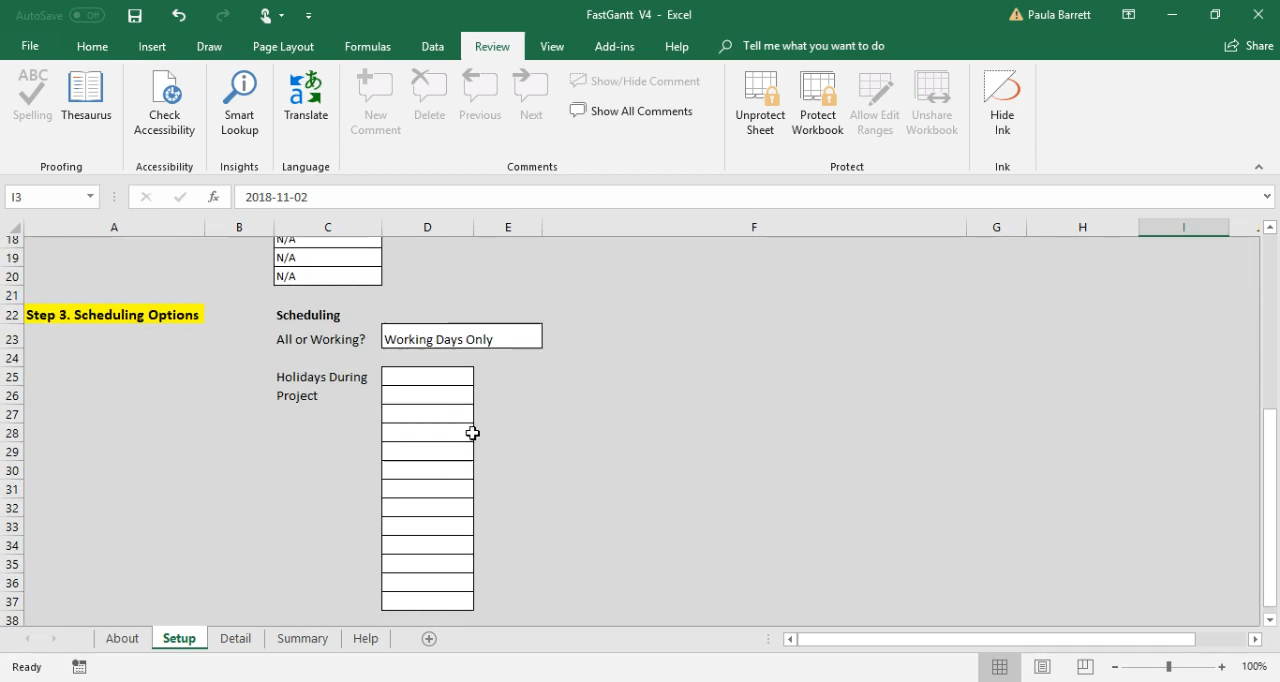 AutoSave Off
FastGantt V4 - Excel
Paula Barrett
File Home Insert Draw Page Layout Formulas Data Review View Add-ins Help Tell me what you want to do Share
ABC
Spelling
Thesaurus
Check
Accessibility
Smart
Lookup
Translate
New
Comment
Delete
Previous
Next
Show/Hide Comment
Show All Comments
Unprotect
Sheet
Protect
Workbook
Allow Edit
Ranges
Unshare
Workbook
Hide
Ink
Proofing Accessibility Insights Language Comments Protect Ink
I3 fx 2018-11-02
A B C D E F G H I
18 N/A
19 N/A
20 N/A
21
22 Step 3. Scheduling Options Scheduling
23 All or Working? Working Days Only
24
25 Holidays During
26 Project
27
28
29
30
31
32
33
34
35
36
37
38
About Setup Detail Summary Help
Ready 100%